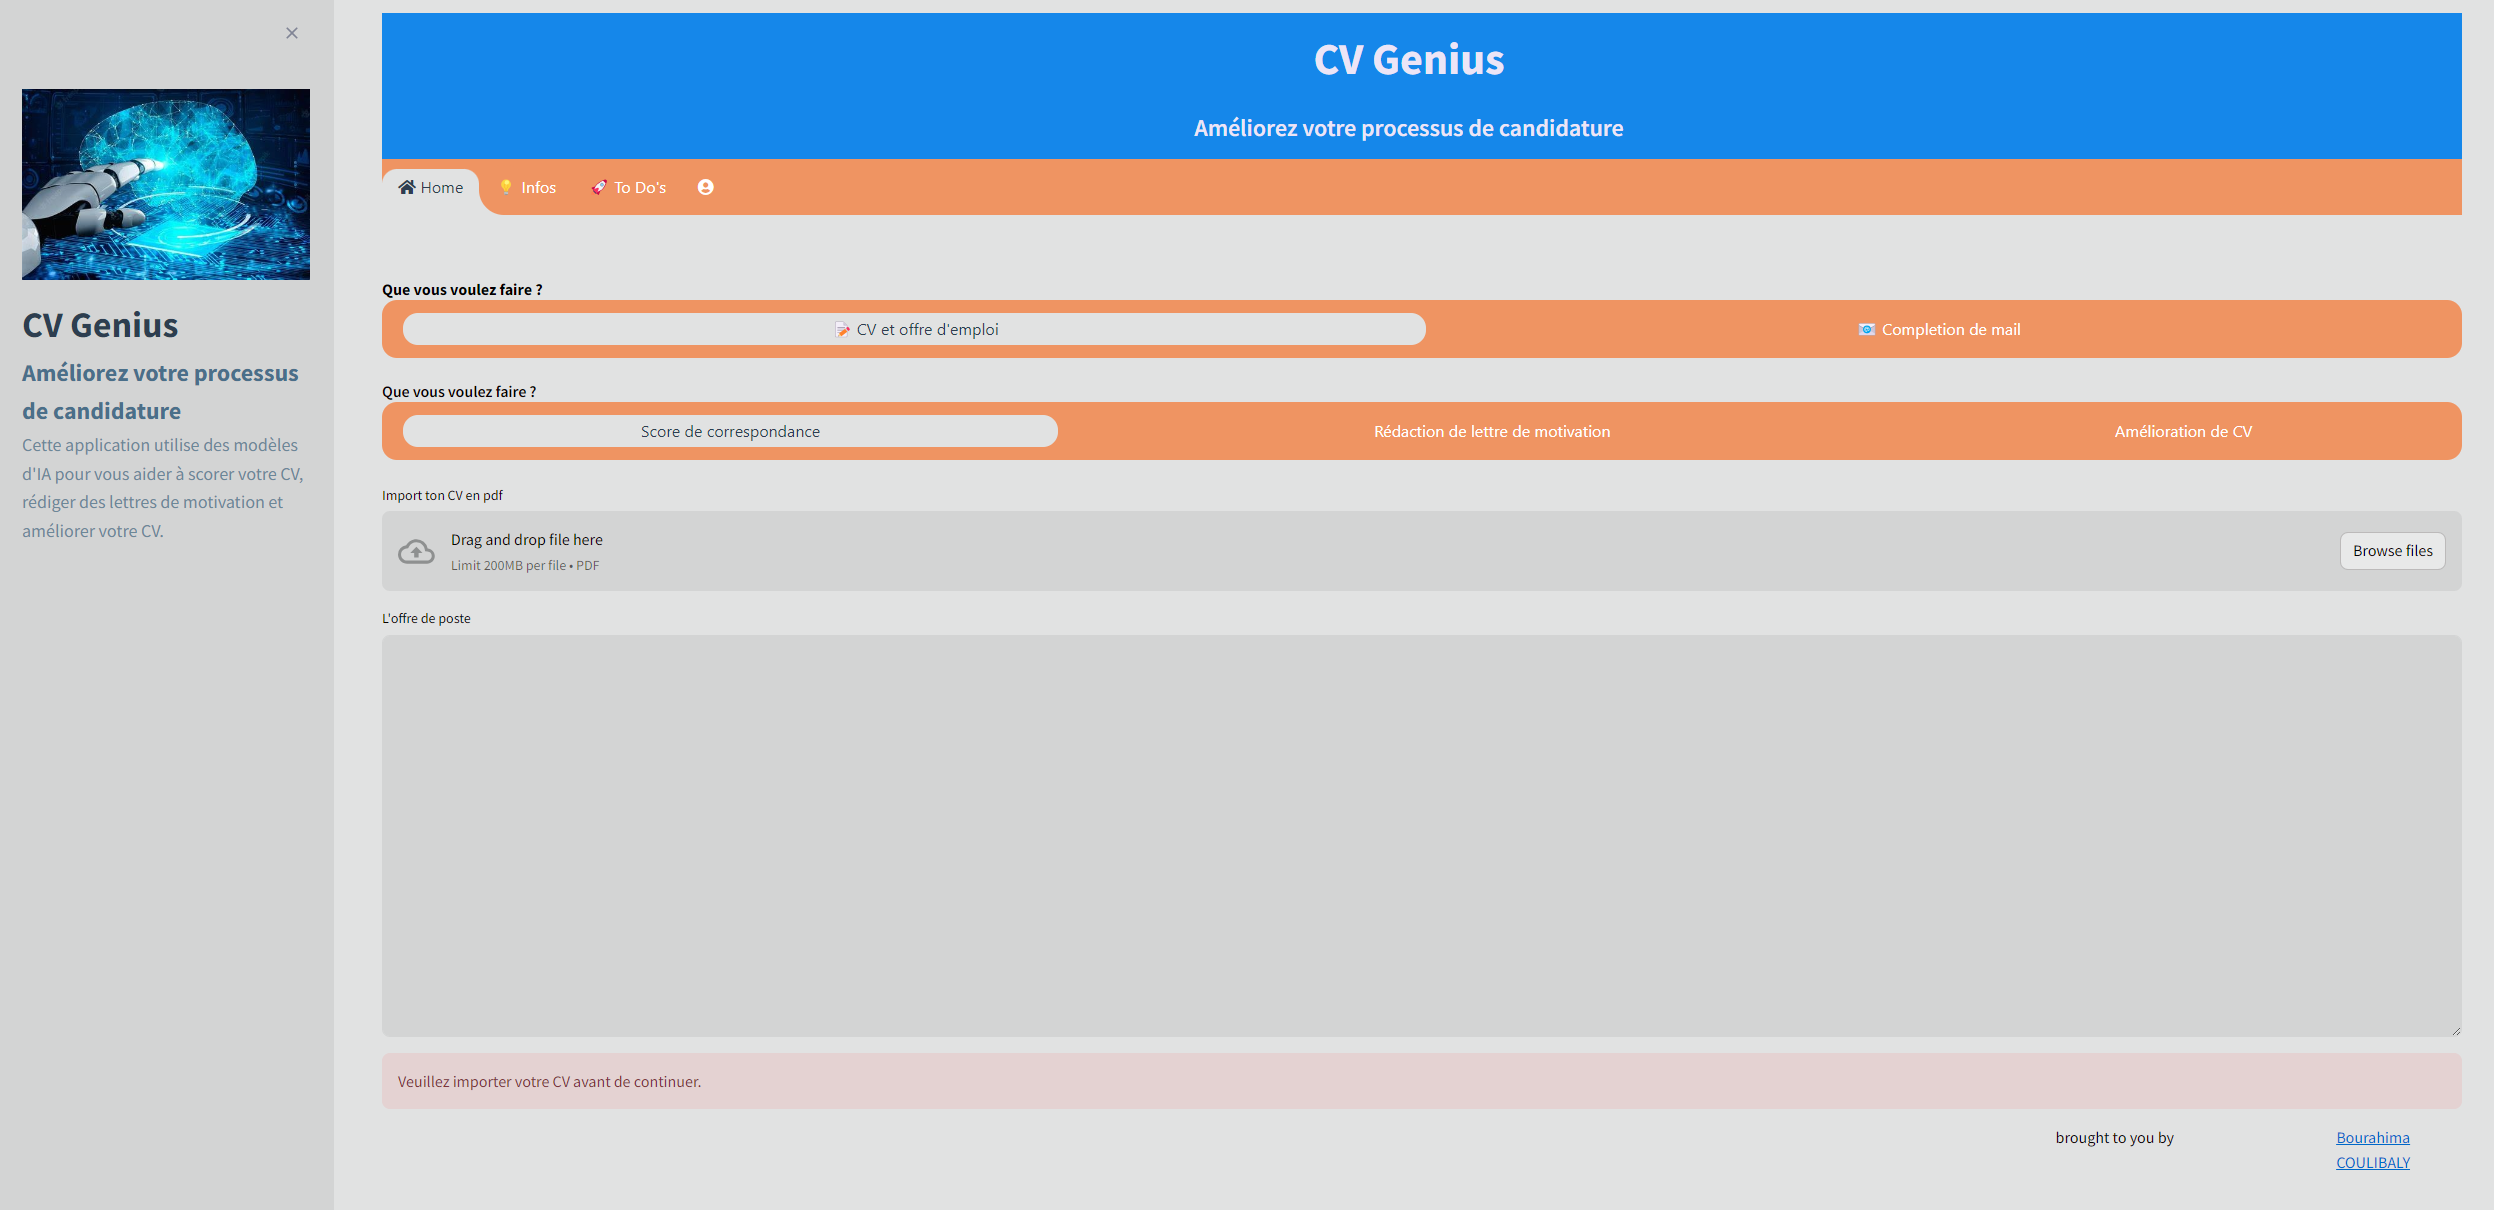 CV Genius
Améliorez votre processus
de candidature
Cette application utilise des modèles
d'IA pour vous aider à scorer votre CV,
rédiger des lettres de motivation et
améliorer votre CV.
CV Genius
Améliorez votre processus de candidature
Home
Infos
To Do's
Que vous voulez faire ?
CV et offre d'emploi
Completion de mail
Que vous voulez faire ?
Score de correspondance
Rédaction de lettre de motivation
Amélioration de CV
Import ton CV en pdf
Drag and drop file here
Limit 200MB per file • PDF
Browse files
L'offre de poste
Veuillez importer votre CV avant de continuer.
brought to you by
Bourahima
COULIBALY